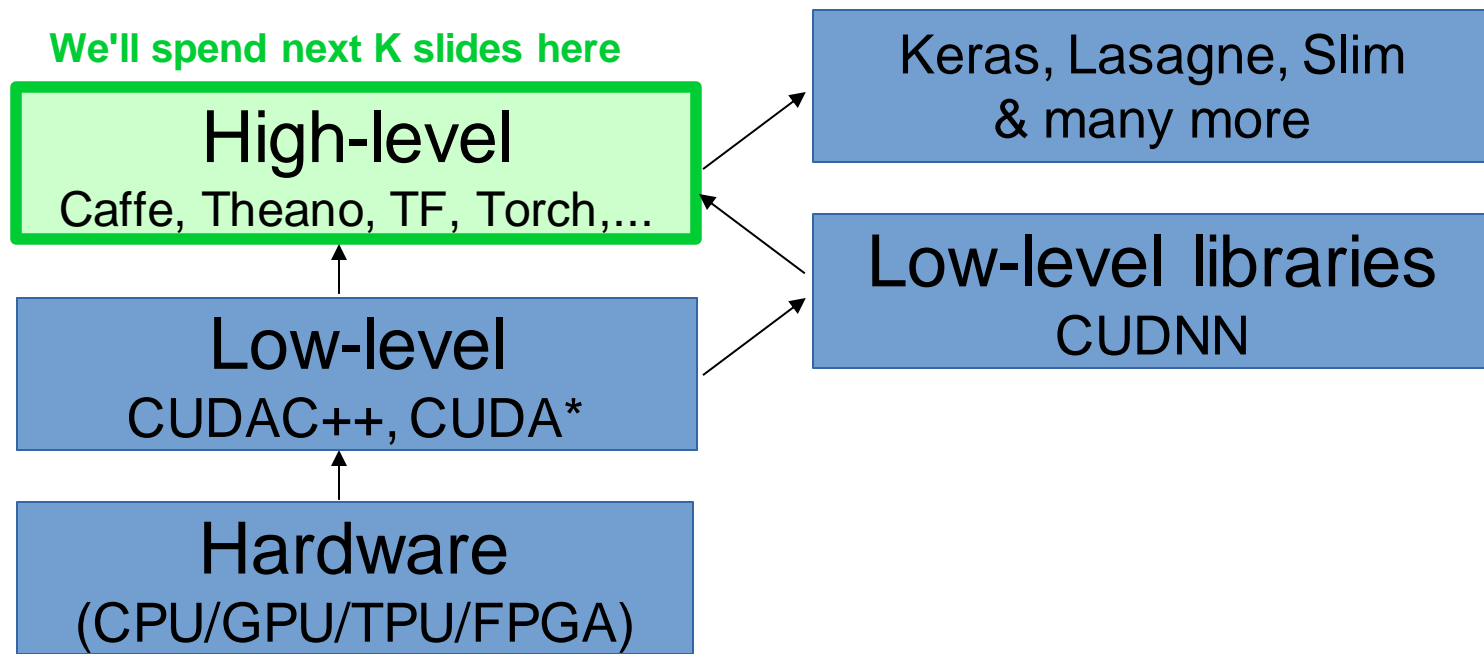 We'll spend next K slides here
High-level
Caffe, Theano, TF, Torch,...
Low-level
CUDAC++, CUDA*
Hardware
(CPU/GPU/TPU/FPGA)
Keras, Lasagne, Slim
& many more
Low-level libraries
CUDNN